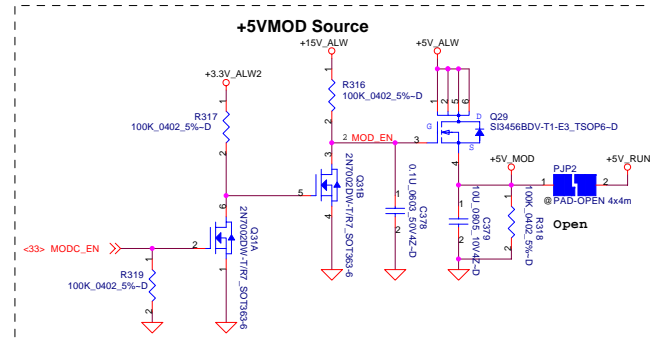 +5VMOD Source
+15V_ALW
+5V_ALW
+3.3V_ALW2
1
2
R316
100K_0402_5%~D
1
2
R317
100K_0402_5%~D
1
2
5
6
D
G
S
Q29
SI3456BDV-T1-E3_TSOP6~D
2 MOD_EN
3
4
+5V_MOD
PJP2
1
2
+5V_RUN
@PAD-OPEN 4x4m
Open
3
5
4
Q31B
2N7002DW-T/R7_SOT363-6
1
2
C378
0.1U_0603_50V4Z~D
1
2
C379
10U_0805_10V4Z~D
1
2
R318
100K_0402_5%~D
6
2
1
Q31A
2N7002DW-T/R7_SOT363-6
<33> MODC_EN
1
2
R319
100K_0402_5%~D